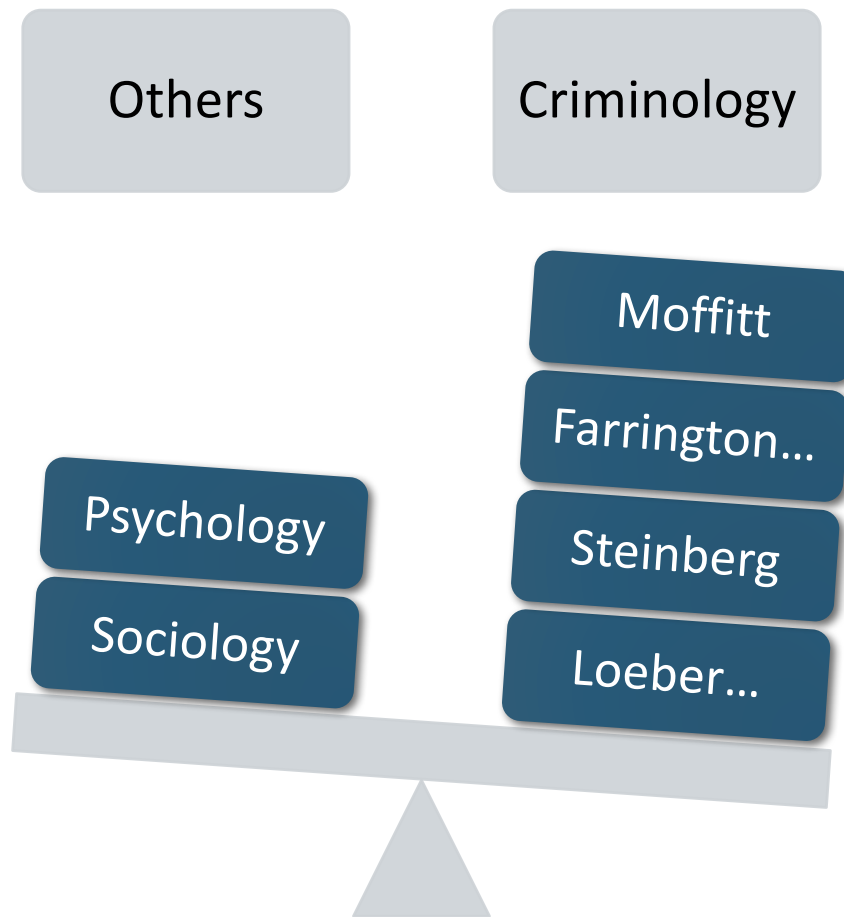 Others
Criminology
Psychology
Sociology
Moffitt
Farrington…
Steinberg
Loeber…